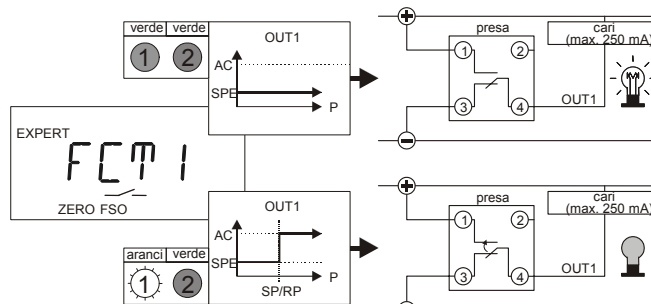 verde verde
1 2
OUT1
AC
SPE
P
presa
1 2
3 4
cari
(max. 250 mA)
OUT1
EXPERT
FCT1
ZERO FSO
aranci verde
1 2
OUT1
AC
SPE
P
SP/RP
presa
1 2
3 4
cari
(max. 250 mA)
OUT1